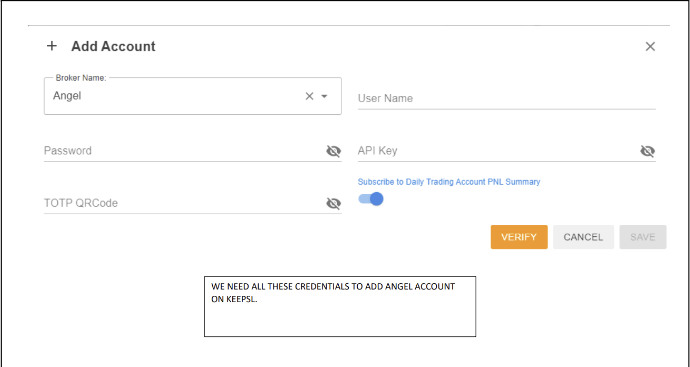 + Add Account
Broker Name:
Angel
User Name
Password
API Key
Subscribe to Daily Trading Account PNL Summary
TOTP QRCode
VERIFY CANCEL SAVE
WE NEED ALL THESE CREDENTIALS TO ADD ANGEL ACCOUNT
ON KEEPSL.